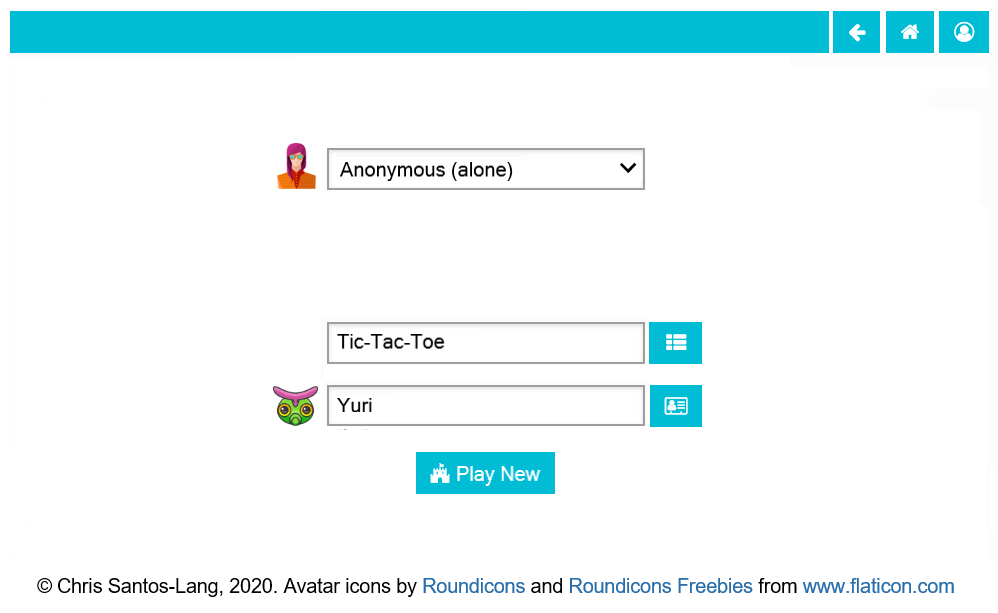 Anonymous (alone)
Tic-Tac-Toe
Yuri
Play New
© Chris Santos-Lang, 2020. Avatar icons by Roundicons and Roundicons Freebies from www.flaticon.com